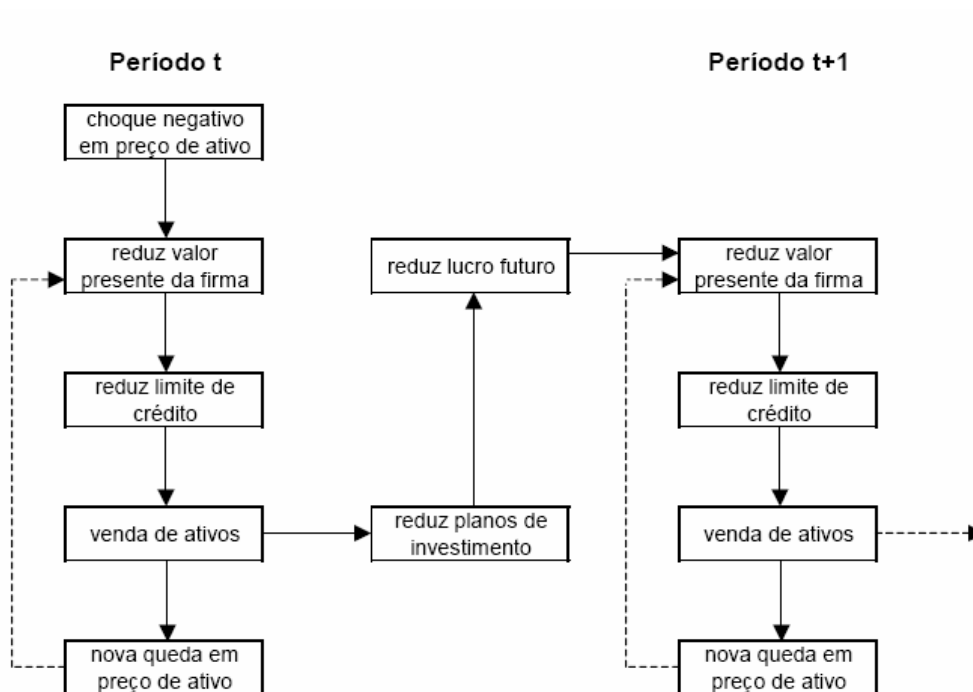 Período t
Período t+1
choque negativo
em preço de ativo
reduz valor
presente da firma
reduz lucro futuro
reduz valor
presente da firma
reduz limite de
crédito
reduz limite de
crédito
venda de ativos
reduz planos de
investimento
venda de ativos
nova queda em
preço de ativo
nova queda em
preço de ativo